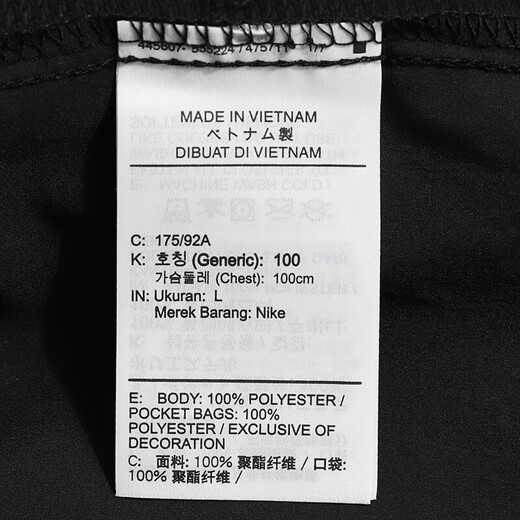 MADE IN VIETNAM
ベトナム製
DIBUAT DI VIETNAM
C: 175/92A
K: 호칭 (Generic): 100
가슴둘레 (Chest): 100cm
IN: Ukuran: L
Merek Barang: Nike
E: BODY: 100% POLYESTER /
POCKET BAGS: 100%
POLYESTER / EXCLUSIVE OF
DECORATION
C: 面料: 100% 聚酯纤维 / 口袋:
100% 聚酯纤维 /